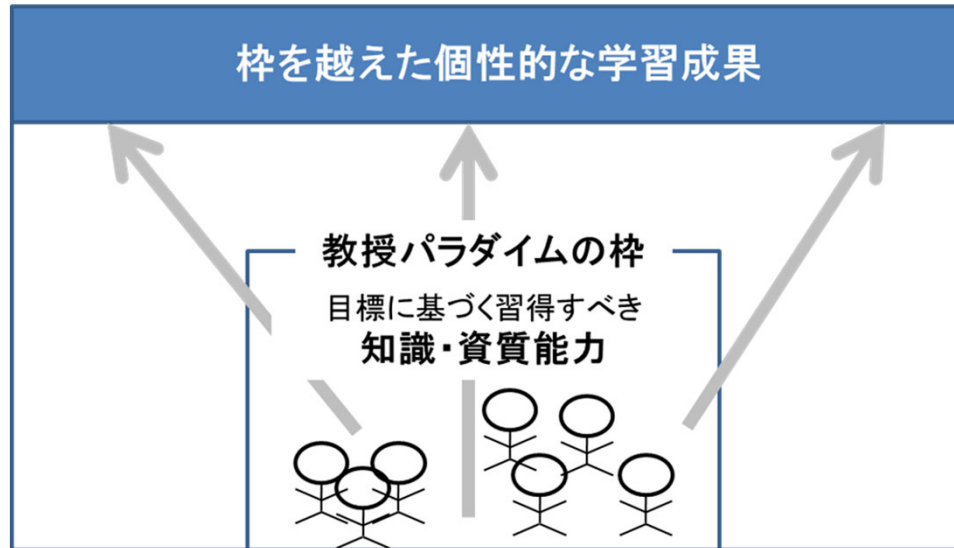 枠を越えた個性的な学習成果
教授パラダイムの枠
目標に基づく習得すべき
知識・資質能力